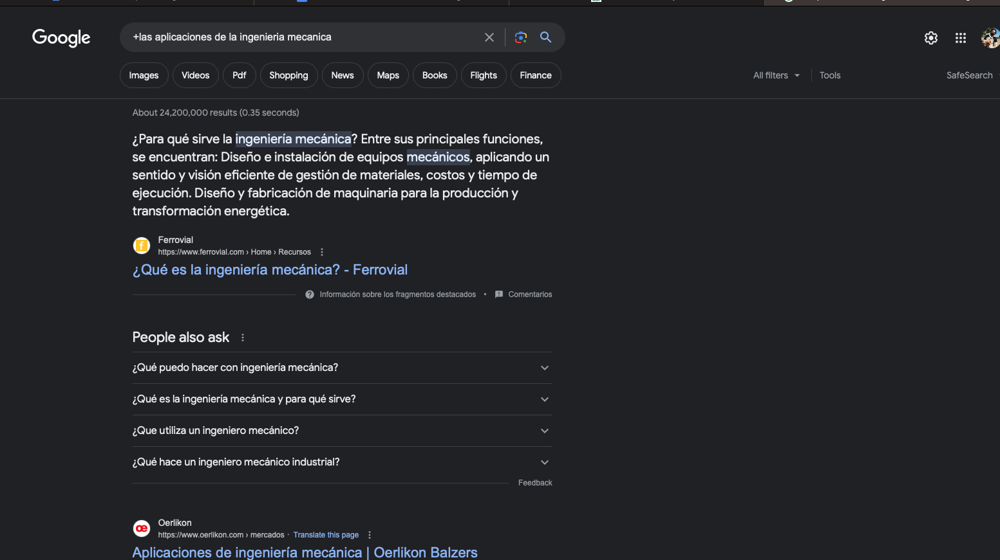 Google
+las aplicaciones de la ingenieria mecanica
Images
Videos
Pdf
Shopping
News
Maps
Books
Flights
Finance
All filters
Tools
SafeSearch
About 24,200,000 results (0.35 seconds)
¿Para qué sirve la ingeniería mecánica? Entre sus principales funciones,
se encuentran: Diseño e instalación de equipos mecánicos, aplicando un
sentido y visión eficiente de gestión de materiales, costos y tiempo de
ejecución. Diseño y fabricación de maquinaria para la producción y
transformación energética.
Ferrovial
https://www.ferrovial.com › Home › Recursos
¿Qué es la ingeniería mecánica? - Ferrovial
Información sobre los fragmentos destacados • Comentarios
People also ask
¿Qué puedo hacer con ingeniería mecánica?
¿Qué es la ingeniería mecánica y para qué sirve?
¿Que utiliza un ingeniero mecánico?
¿Qué hace un ingeniero mecánico industrial?
Feedback
Oerlikon
https://www.oerlikon.com › mercados · Translate this page
Aplicaciones de ingeniería mecánica | Oerlikon Balzers